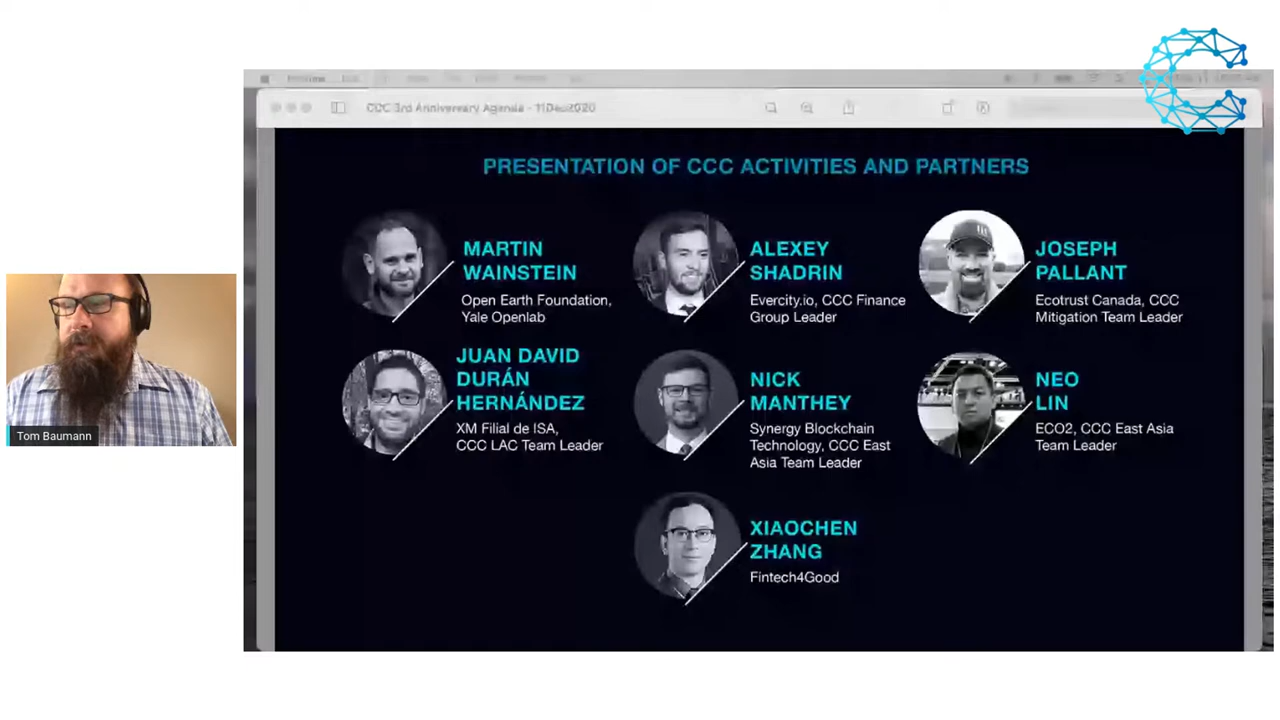 CCC 3rd Anniversary Agenda - 11Dec2020
PRESENTATION OF CCC ACTIVITIES AND PARTNERS
MARTIN
WAINSTEIN
Open Earth Foundation,
Yale Openlab
ALEXEY
SHADRIN
Evercity.io, CCC Finance
Group Leader
JOSEPH
PALLANT
Ecotrust Canada, CCC
Mitigation Team Leader
JUAN DAVID
DURÁN
HERNÁNDEZ
XM Filial de ISA,
CCC LAC Team Leader
NICK
MANTHEY
Synergy Blockchain
Technology, CCC East
Asia Team Leader
NEO
LIN
ECO2, CCC East Asia
Team Leader
XIAOCHEN
ZHANG
Fintech4Good
Tom Baumann